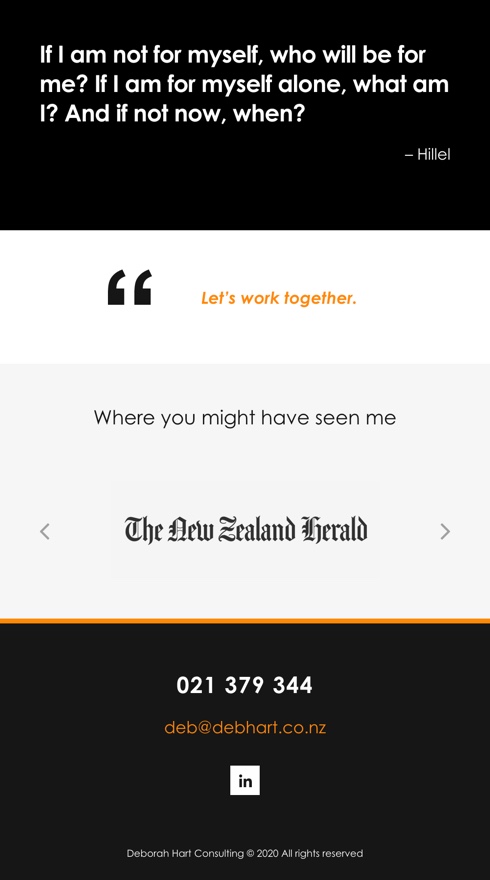 If I am not for myself, who will be for
me? If I am for myself alone, what am
I? And if not now, when?
– Hillel
“ Let's work together.
Where you might have seen me
The New Zealand Herald
021 379 344
deb@debhart.co.nz
in
Deborah Hart Consulting © 2020 All rights reserved